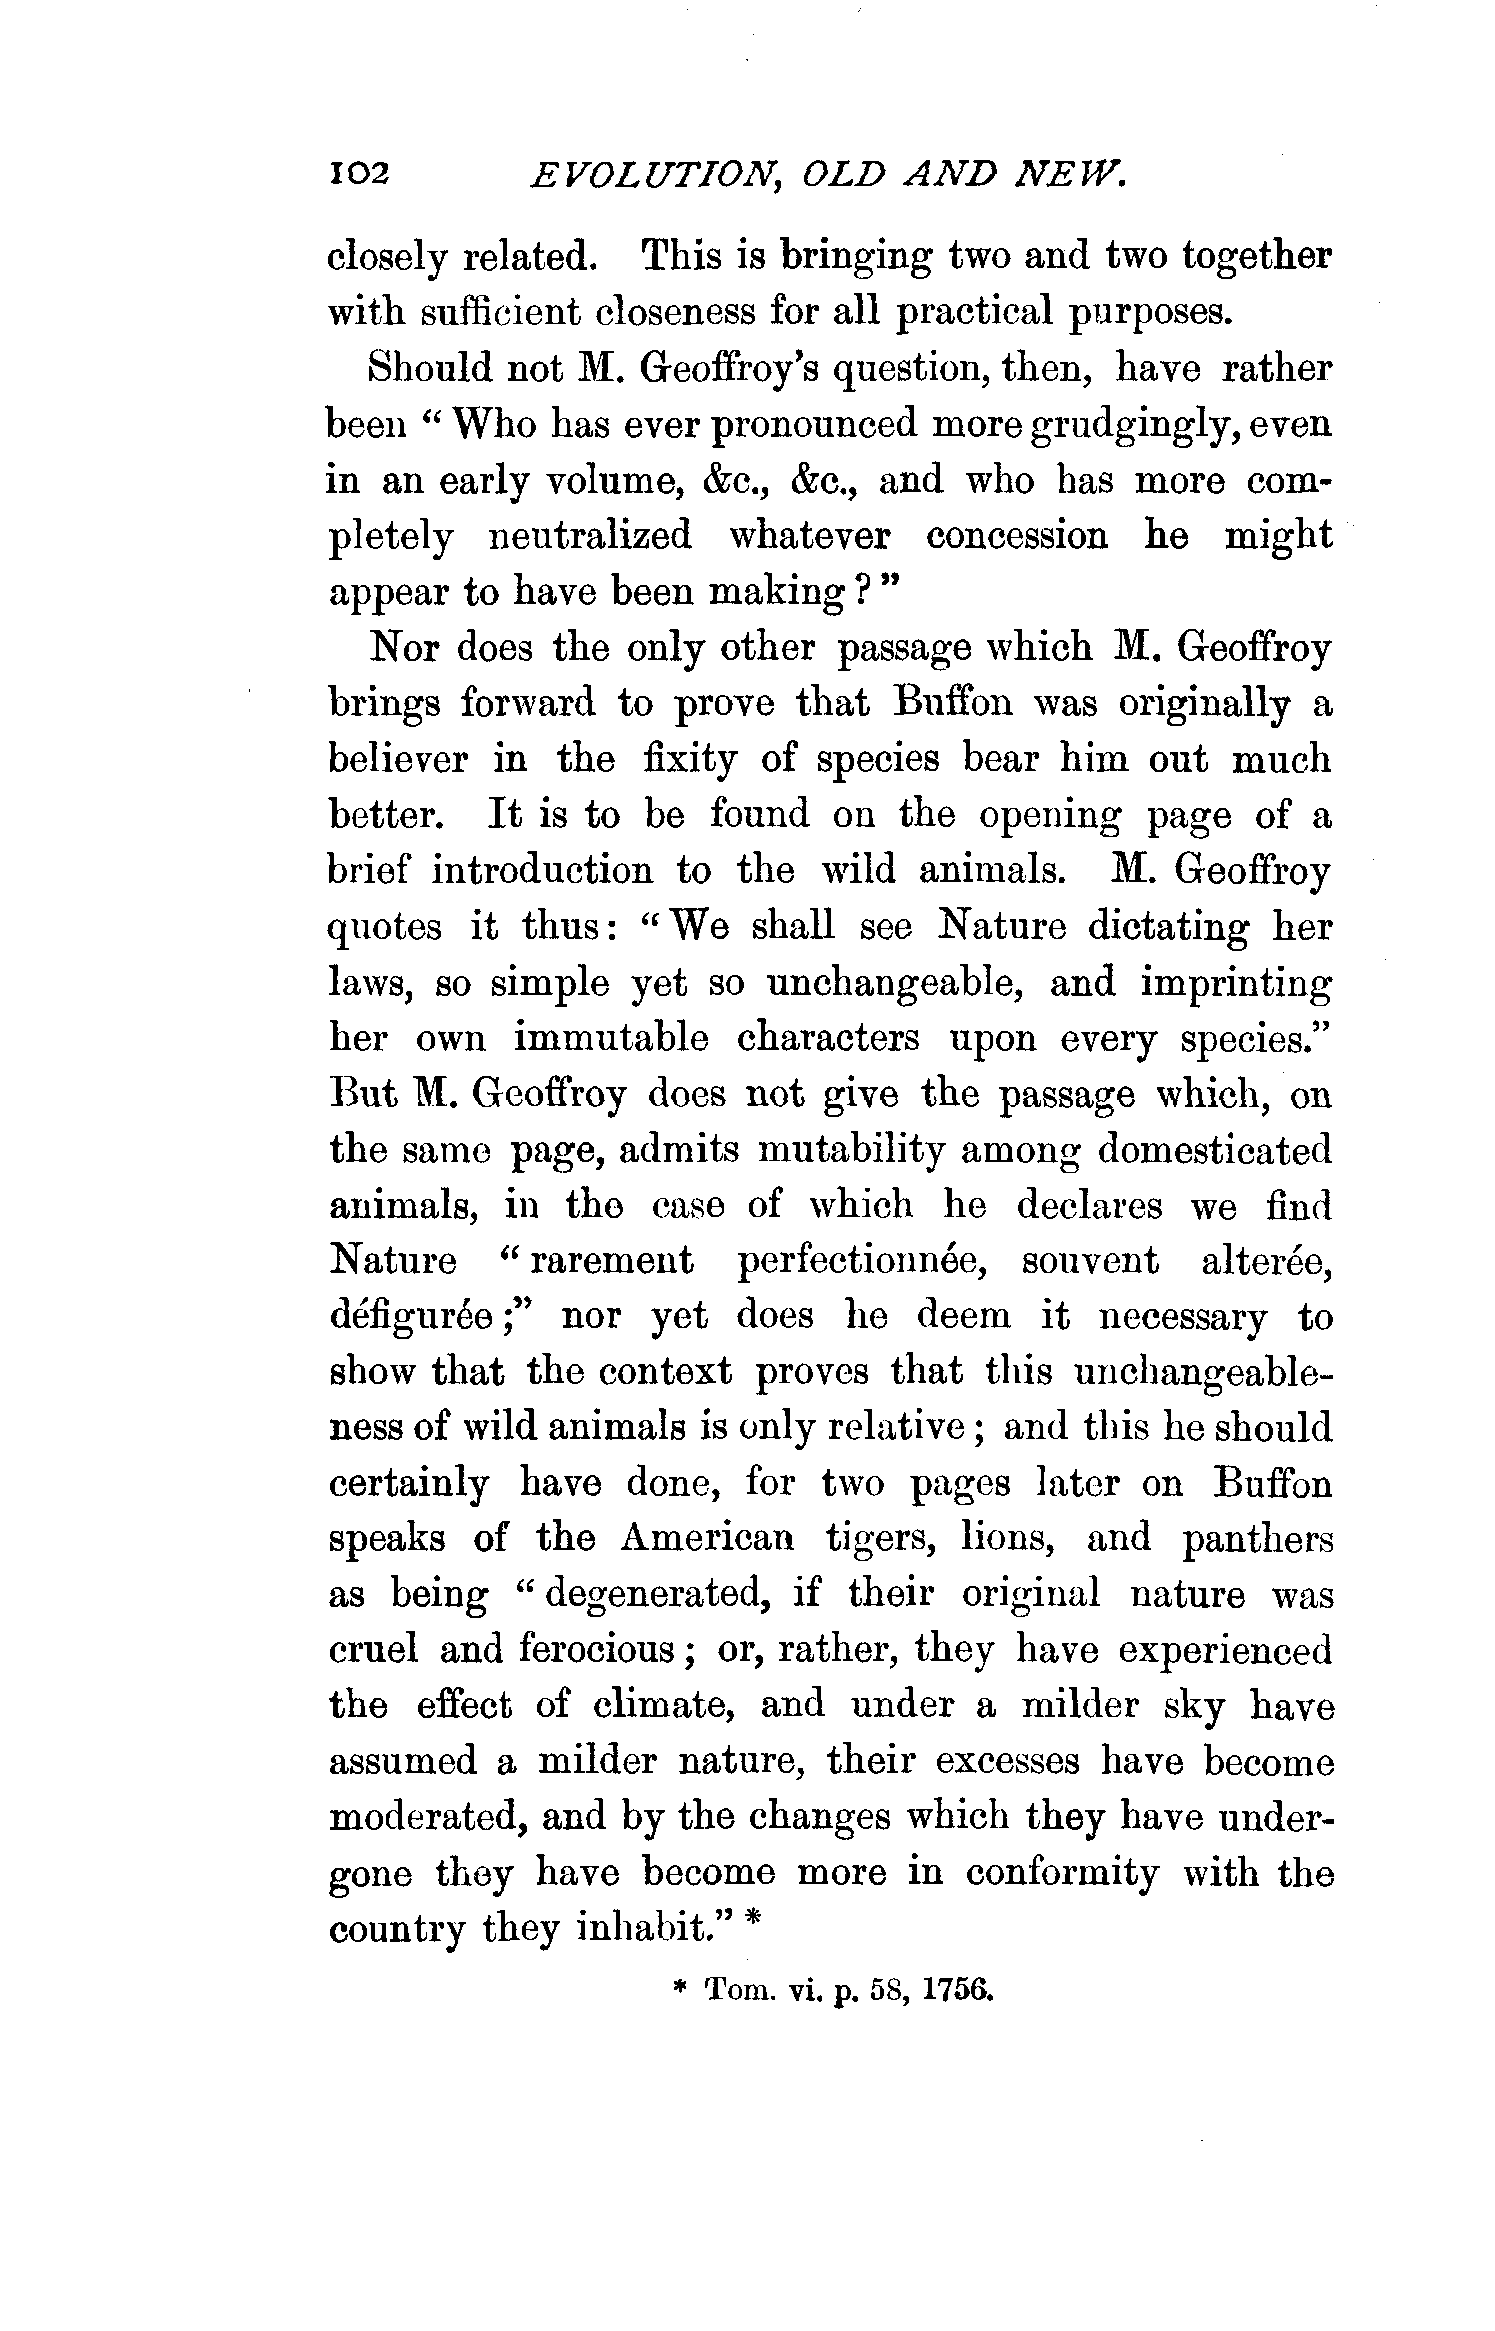 102 EVOLUTION, OLD AND NEW.
closely related. This is bringing two and two together
with sufficient closeness for all practical purposes.
Should not M. Geoffroy's question, then, have rather
been “ Who has ever pronounced more grudgingly, even
in an early volume, &c., &c., and who has more com-
pletely neutralized whatever concession he might
appear to have been making ? ”
Nor does the only other passage which M. Geoffroy
brings forward to prove that Buffon was originally a
believer in the fixity of species bear him out much
better. It is to be found on the opening page of a
brief introduction to the wild animals. M. Geoffroy
quotes it thus: “ We shall see Nature dictating her
laws, so simple yet so unchangeable, and imprinting
her own immutable characters upon every species.”
But M. Geoffroy does not give the passage which, on
the same page, admits mutability among domesticated
animals, in the case of which he declares we find
Nature “ rarement perfectionnée, souvent alterée,
défigurée ;” nor yet does he deem it necessary to
show that the context proves that this unchangeable-
ness of wild animals is only relative ; and this he should
certainly have done, for two pages later on Buffon
speaks of the American tigers, lions, and panthers
as being “ degenerated, if their original nature was
cruel and ferocious ; or, rather, they have experienced
the effect of climate, and under a milder sky have
assumed a milder nature, their excesses have become
moderated, and by the changes which they have under-
gone they have become more in conformity with the
country they inhabit.” *
* Tom. vi. p. 58, 1756.